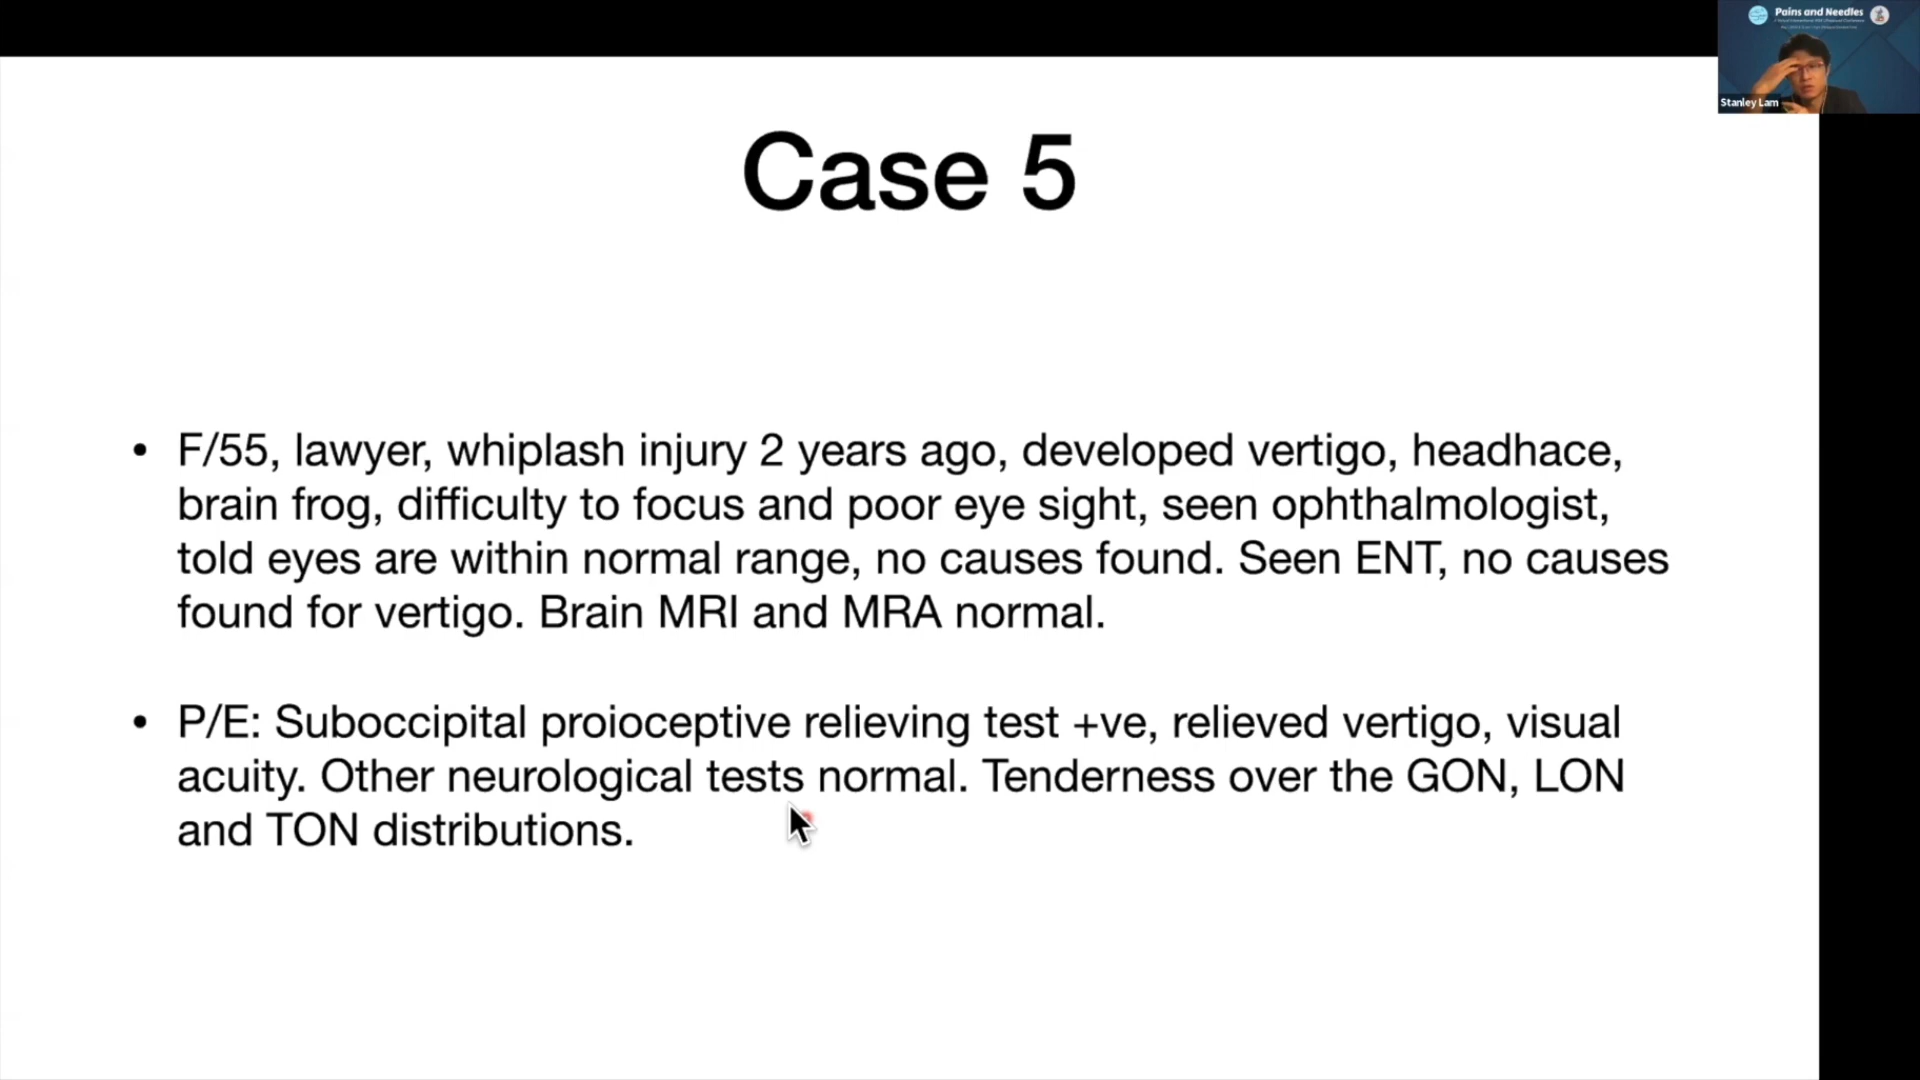 Pains and Needles
Stanley Lam
Case 5
• F/55, lawyer, whiplash injury 2 years ago, developed vertigo, headhace,
brain frog, difficulty to focus and poor eye sight, seen ophthalmologist,
told eyes are within normal range, no causes found. Seen ENT, no causes
found for vertigo. Brain MRI and MRA normal.
• P/E: Suboccipital proioceptive relieving test +ve, relieved vertigo, visual
acuity. Other neurological tests normal. Tenderness over the GON, LON
and TON distributions.